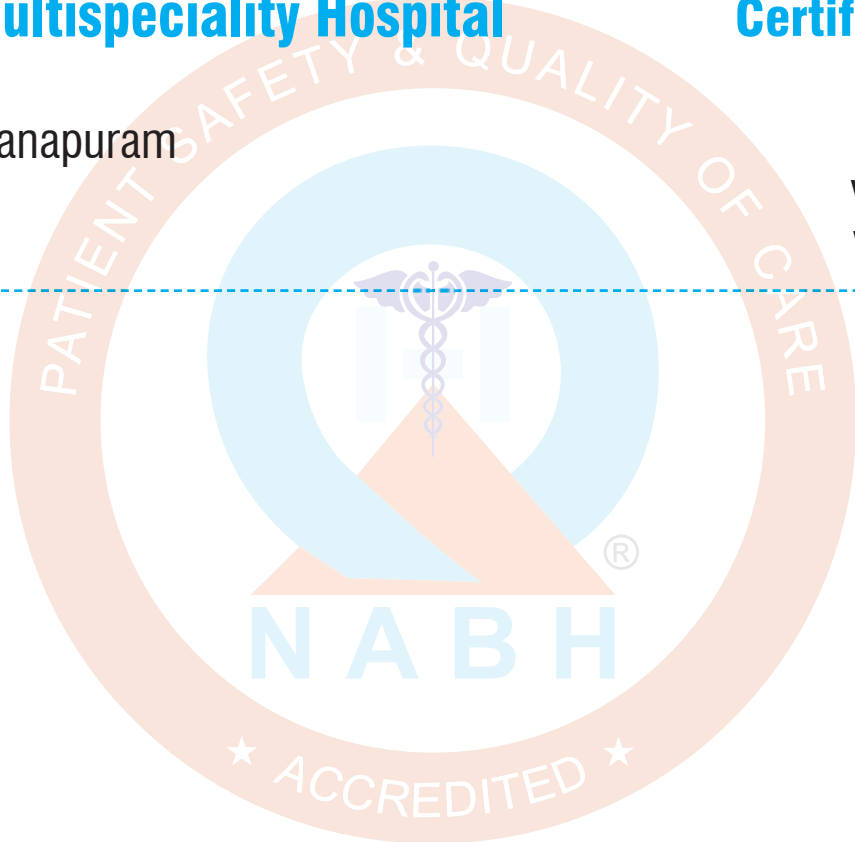 ultispeciality Hospital
Certif
anapuram
PATIENT SAFETY & QUALITY OF CARE
H
®
NABH
★ ACCREDITED ★